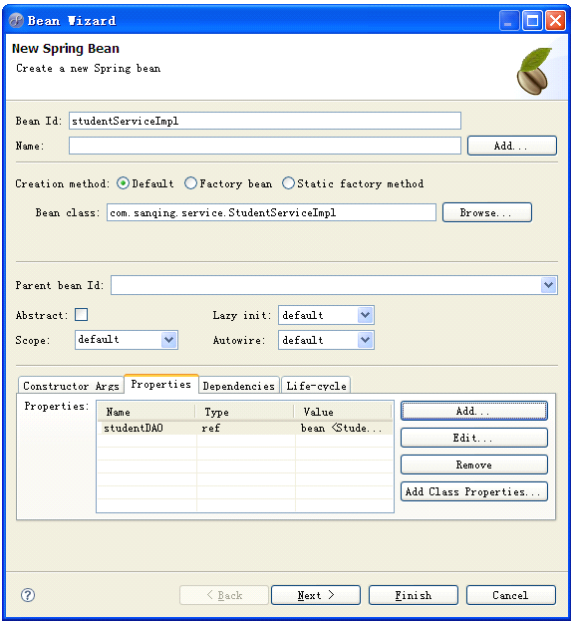 Bean Wizard
New Spring Bean
Create a new Spring bean
Bean Id: studentServiceImpl
Name: Add...
Creation method: Default Factory bean Static factory method
Bean class: com.sanqing.service.StudentServiceImpl Browse...
Parent bean Id:
Abstract: Lazy init: default
Scope: default Autowire: default
Constructor Args Properties Dependencies Life-cycle
Properties: Name Type Value Add...
studentDAO ref bean <Stude...
Edit...
Remove
Add Class Properties...
? < Back Next > Finish Cancel